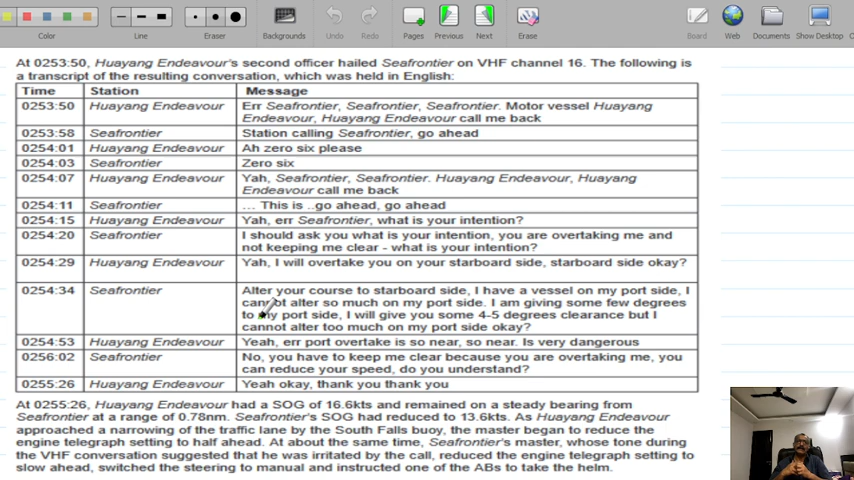 Color
Line
Eraser
Backgrounds
Undo
Redo
Pages
Previous
Next
Erase
Board
Web
Documents
Show Desktop
At 0253:50, Huayang Endeavour's second officer hailed Seafrontier on VHF channel 16. The following is
a transcript of the resulting conversation, which was held in English:
Time Station Message
0253:50 Huayang Endeavour Err Seafrontier, Seafrontier, Seafrontier. Motor vessel Huayang
Endeavour, Huayang Endeavour call me back
0253:58 Seafrontier Station calling Seafrontier, go ahead
0254:01 Huayang Endeavour Ah zero six please
0254:03 Seafrontier Zero six
0254:07 Huayang Endeavour Yah, Seafrontier, Seafrontier. Huayang Endeavour, Huayang
Endeavour call me back
0254:11 Seafrontier … This is ..go ahead, go ahead
0254:15 Huayang Endeavour Yah, err Seafrontier, what is your intention?
0254:20 Seafrontier I should ask you what is your intention, you are overtaking me and
not keeping me clear - what is your intention?
0254:29 Huayang Endeavour Yah, I will overtake you on your starboard side, starboard side okay?
0254:34 Seafrontier Alter your course to starboard side, I have a vessel on my port side, I
cannot alter so much on my port side. I am giving some few degrees
to my port side, I will give you some 4-5 degrees clearance but I
cannot alter too much on my port side okay?
0254:53 Huayang Endeavour Yeah, err port overtake is so near, so near. Is very dangerous
0256:02 Seafrontier No, you have to keep me clear because you are overtaking me, you
can reduce your speed, do you understand?
0255:26 Huayang Endeavour Yeah okay, thank you thank you
At 0255:26, Huayang Endeavour had a SOG of 16.6kts and remained on a steady bearing from
Seafrontier at a range of 0.78nm. Seafrontier's SOG had reduced to 13.6kts. As Huayang Endeavour
approached a narrowing of the traffic lane by the South Falls buoy, the master began to reduce the
engine telegraph setting to half ahead. At about the same time, Seafrontier's master, whose tone during
the VHF conversation suggested that he was irritated by the call, reduced the engine telegraph setting to
slow ahead, switched the steering to manual and instructed one of the ABs to take the helm.